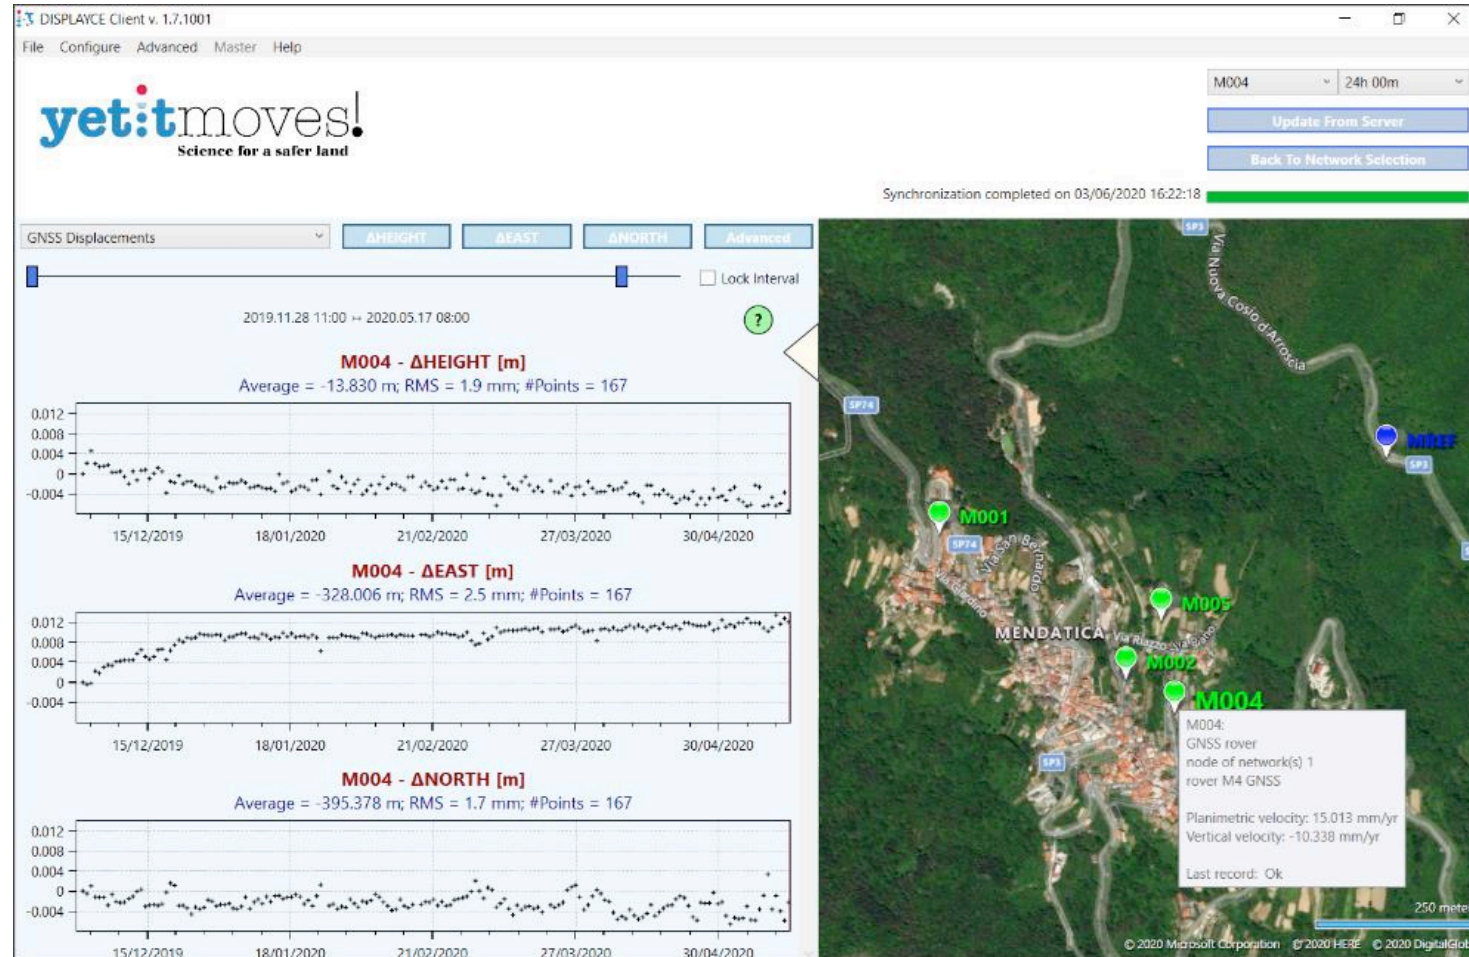 DISPLAYCE Client v. 1.7.1001
File Configure Advanced Master Help
yetitmoves!
Science for a safer land
M004 24h 00m
Update From Server
Back To Network Selection
Synchronization completed on 03/06/2020 16:22:18
GNSS Displacements ΔHEIGHT ΔEAST ΔNORTH Advanced
Lock Interval
2019.11.28 11:00 ↔ 2020.05.17 08:00
?
M004 - ΔHEIGHT [m]
Average = -13.830 m; RMS = 1.9 mm; #Points = 167
0.012
0.008
0.004
0
-0.004
15/12/2019 18/01/2020 21/02/2020 27/03/2020 30/04/2020
M004 - ΔEAST [m]
Average = -328.006 m; RMS = 2.5 mm; #Points = 167
0.012
0.008
0.004
0
-0.004
15/12/2019 18/01/2020 21/02/2020 27/03/2020 30/04/2020
M004 - ΔNORTH [m]
Average = -395.378 m; RMS = 1.7 mm; #Points = 167
0.012
0.008
0.004
0
-0.004
15/12/2019 18/01/2020 21/02/2020 27/03/2020 30/04/2020
SP3
Via Nuova Cosio d'Arroscia
SP74
MREF
SP3
M001
SP74
Via San Bernardo
M005
MENDATICA
Via Riazzo
M002
M004
SP3
M004:
GNSS rover
node of network(s) 1
rover M4 GNSS
Planimetric velocity: 15.013 mm/yr
Vertical velocity: -10.338 mm/yr
Last record: Ok
250 mete
© 2020 Microsoft Corporation © 2020 HERE © 2020 DigitalGlob